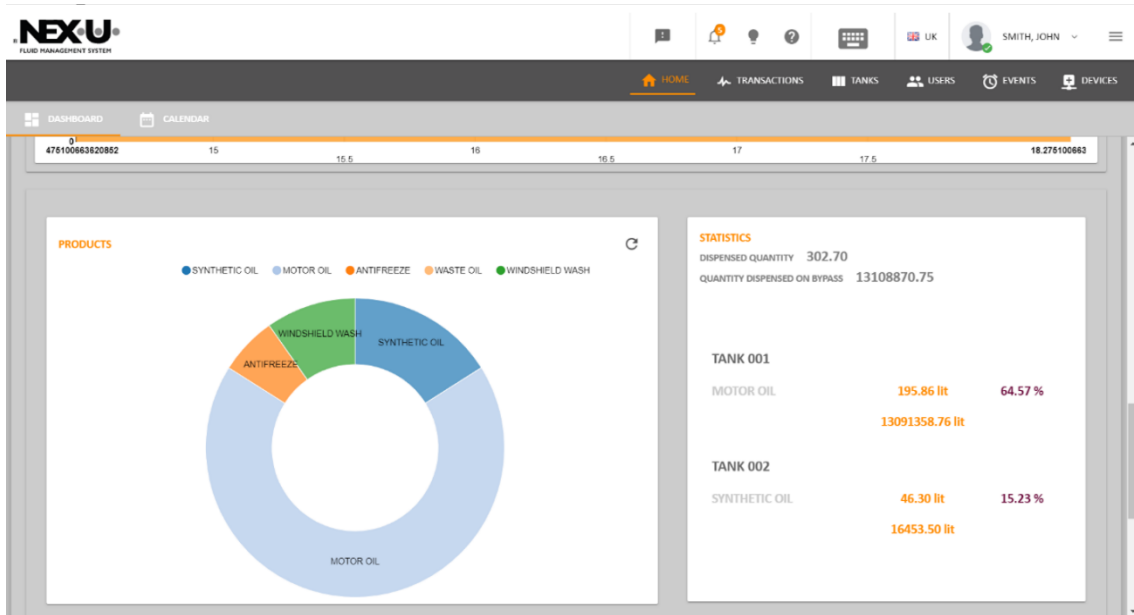 NEX·U·
®
FLUID MANAGEMENT SYSTEM
5
UK
SMITH, JOHN
HOME
TRANSACTIONS
TANKS
USERS
EVENTS
DEVICES
DASHBOARD
CALENDAR
0
475100663620852
15
15.5
16
16.5
17
17.5
18.275100663
PRODUCTS
SYNTHETIC OIL
MOTOR OIL
ANTIFREEZE
WASTE OIL
WINDSHIELD WASH
WINDSHIELD WASH
SYNTHETIC OIL
ANTIFREEZE
MOTOR OIL
STATISTICS
DISPENSED QUANTITY 302.70
QUANTITY DISPENSED ON BYPASS 13108870.75
TANK 001
MOTOR OIL 195.86 lit 64.57 %
13091358.76 lit
TANK 002
SYNTHETIC OIL 46.30 lit 15.23 %
16453.50 lit